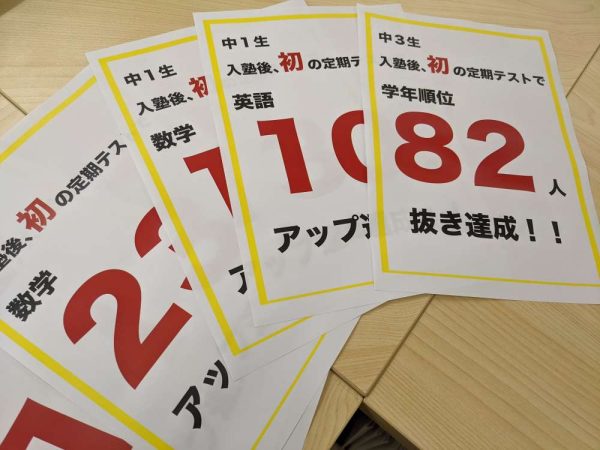 中3生
入塾後、初の定期テストで
学年順位
82人
抜き達成!!
中1生
入塾後、初の定期テ
英語
10
アップ達
中1生
入塾後、初
数学
1
ア
塾後、初の定期テス
数学
2
アッ